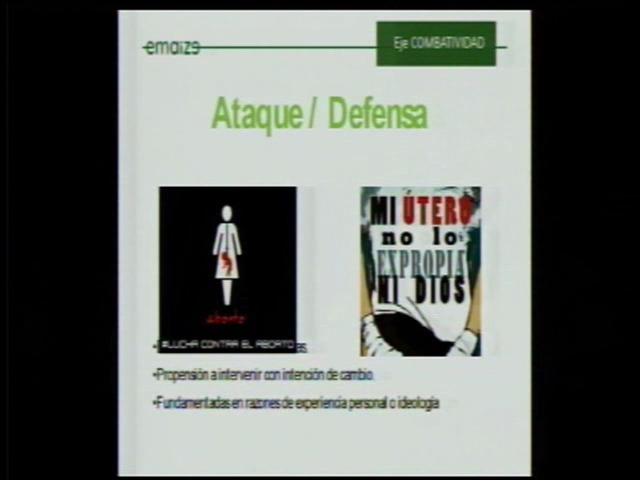 emaize
Eje COMBATIVIDAD
Ataque / Defensa
Aborto
#LUCHA CONTRA EL ABORTO
MI ÚTERO
no lo
EXPROPIA
NI DIOS
•Propensión a intervenir con intención de cambio
•Fundamentadas en razones de experiencia personal o ideología